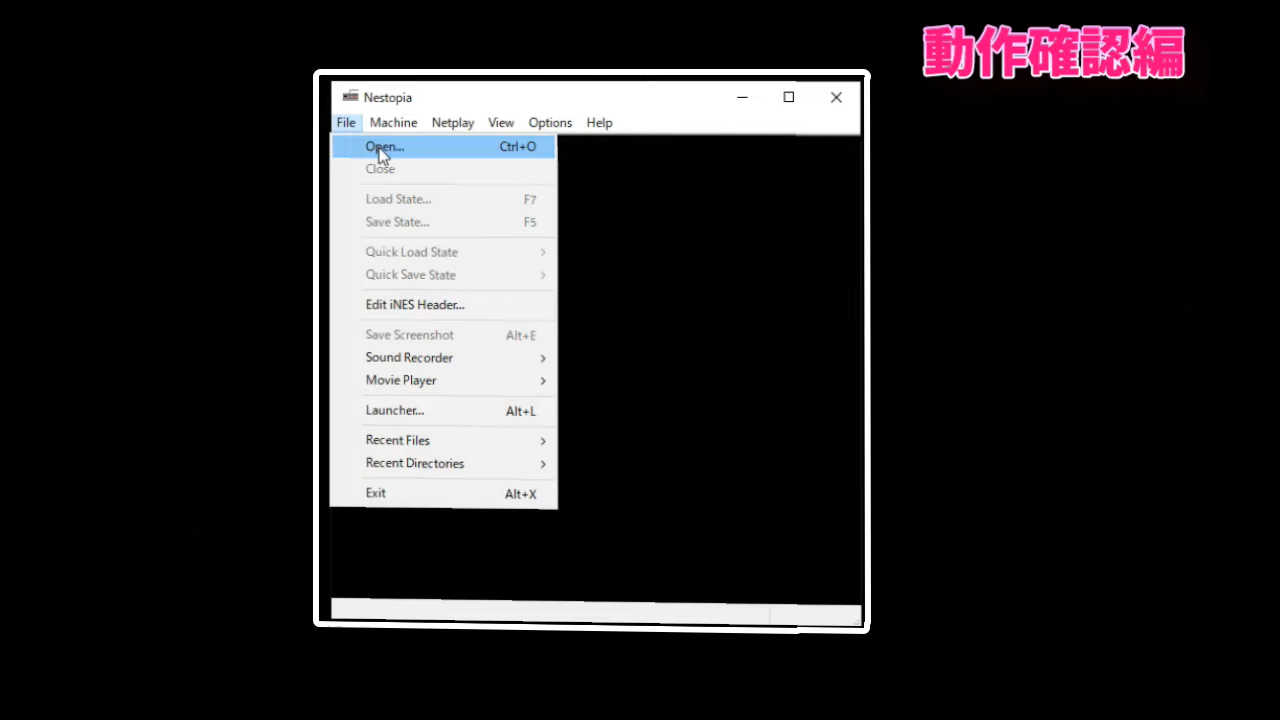 動作確認編
Nestopia
File Machine Netplay View Options Help
Open... Ctrl+O
Close
Load State... F7
Save State... F5
Quick Load State
Quick Save State
Edit iNES Header...
Save Screenshot Alt+E
Sound Recorder
Movie Player
Launcher... Alt+L
Recent Files
Recent Directories
Exit Alt+X